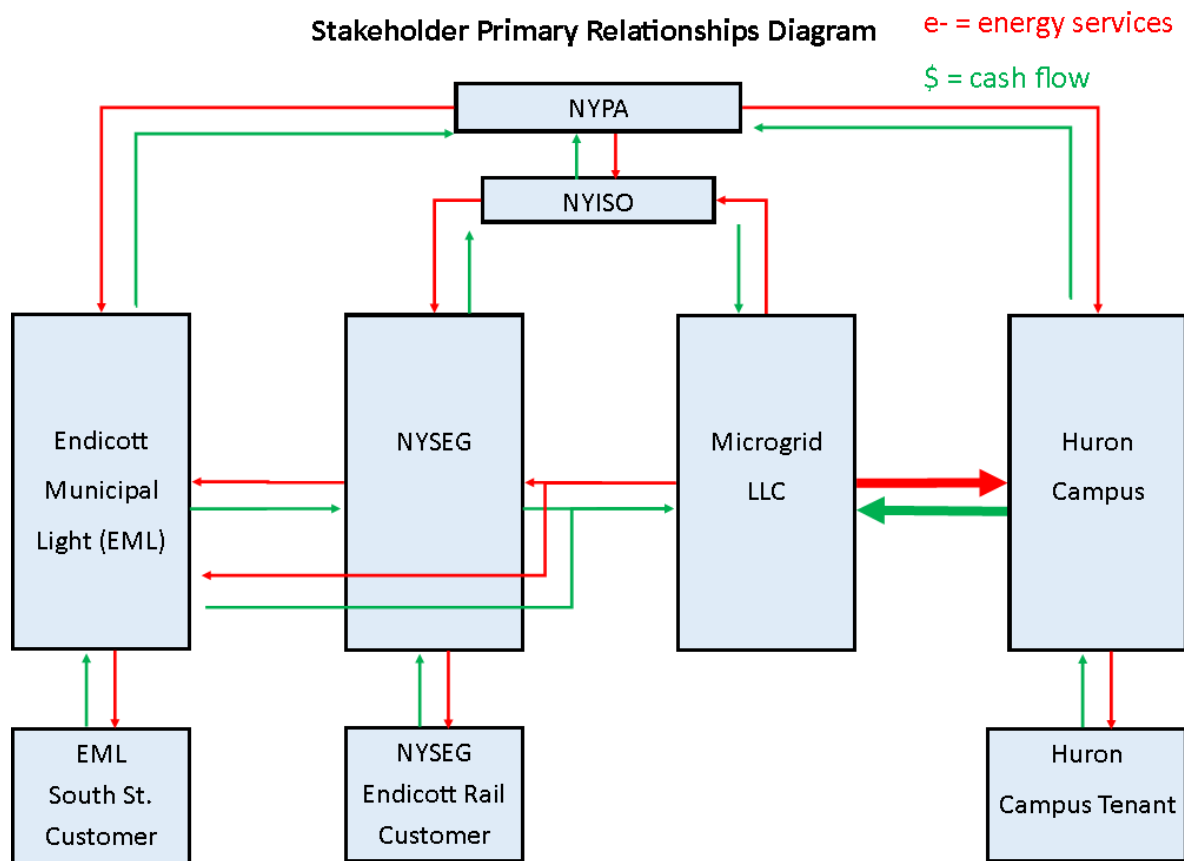 Stakeholder Primary Relationships Diagram
e- = energy services
$ = cash flow
NYPA
NYISO
Endicott
Municipal
Light (EML)
NYSEG
Microgrid
LLC
Huron
Campus
EML
South St.
Customer
NYSEG
Endicott Rail
Customer
Huron
Campus Tenant